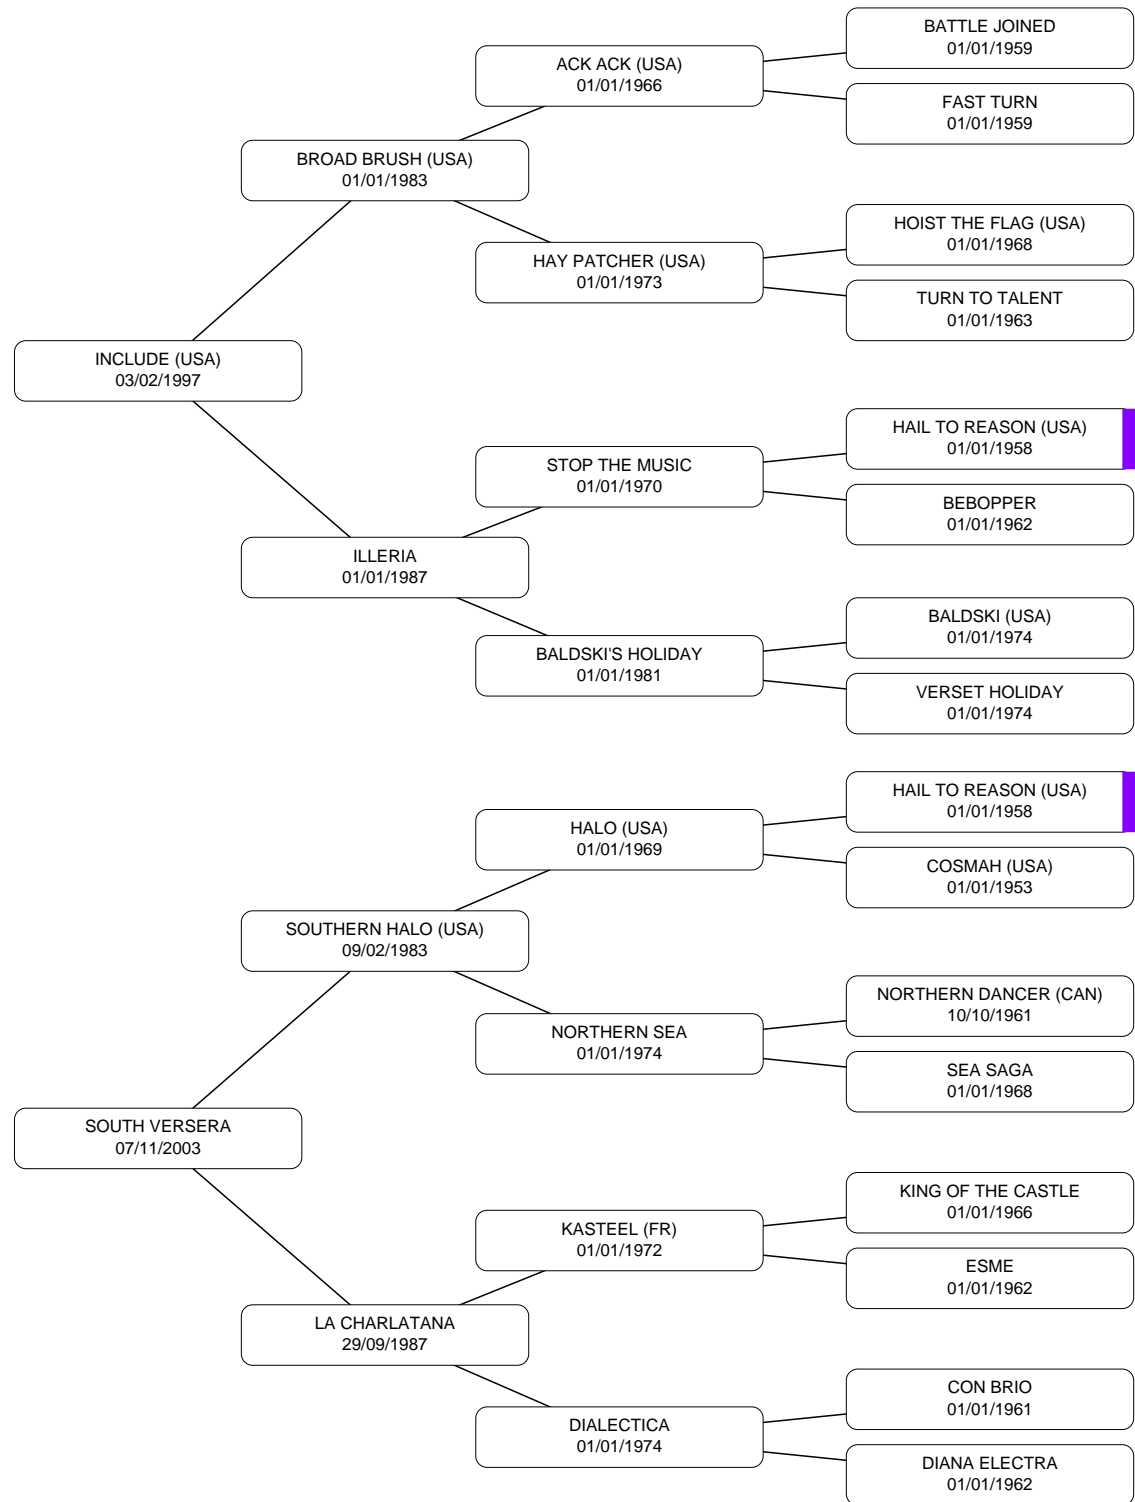 BATTLE JOINED
01/01/1959
ACK ACK (USA)
01/01/1966
FAST TURN
01/01/1959
BROAD BRUSH (USA)
01/01/1983
HOIST THE FLAG (USA)
01/01/1968
HAY PATCHER (USA)
01/01/1973
TURN TO TALENT
01/01/1963
INCLUDE (USA)
03/02/1997
HAIL TO REASON (USA)
01/01/1958
STOP THE MUSIC
01/01/1970
BEBOPPER
01/01/1962
ILLERIA
01/01/1987
BALDSKI (USA)
01/01/1974
BALDSKI'S HOLIDAY
01/01/1981
VERSET HOLIDAY
01/01/1974
HAIL TO REASON (USA)
01/01/1958
HALO (USA)
01/01/1969
COSMAH (USA)
01/01/1953
SOUTHERN HALO (USA)
09/02/1983
NORTHERN DANCER (CAN)
10/10/1961
NORTHERN SEA
01/01/1974
SEA SAGA
01/01/1968
SOUTH VERSERA
07/11/2003
KING OF THE CASTLE
01/01/1966
KASTEEL (FR)
01/01/1972
ESME
01/01/1962
LA CHARLATANA
29/09/1987
CON BRIO
01/01/1961
DIALECTICA
01/01/1974
DIANA ELECTRA
01/01/1962